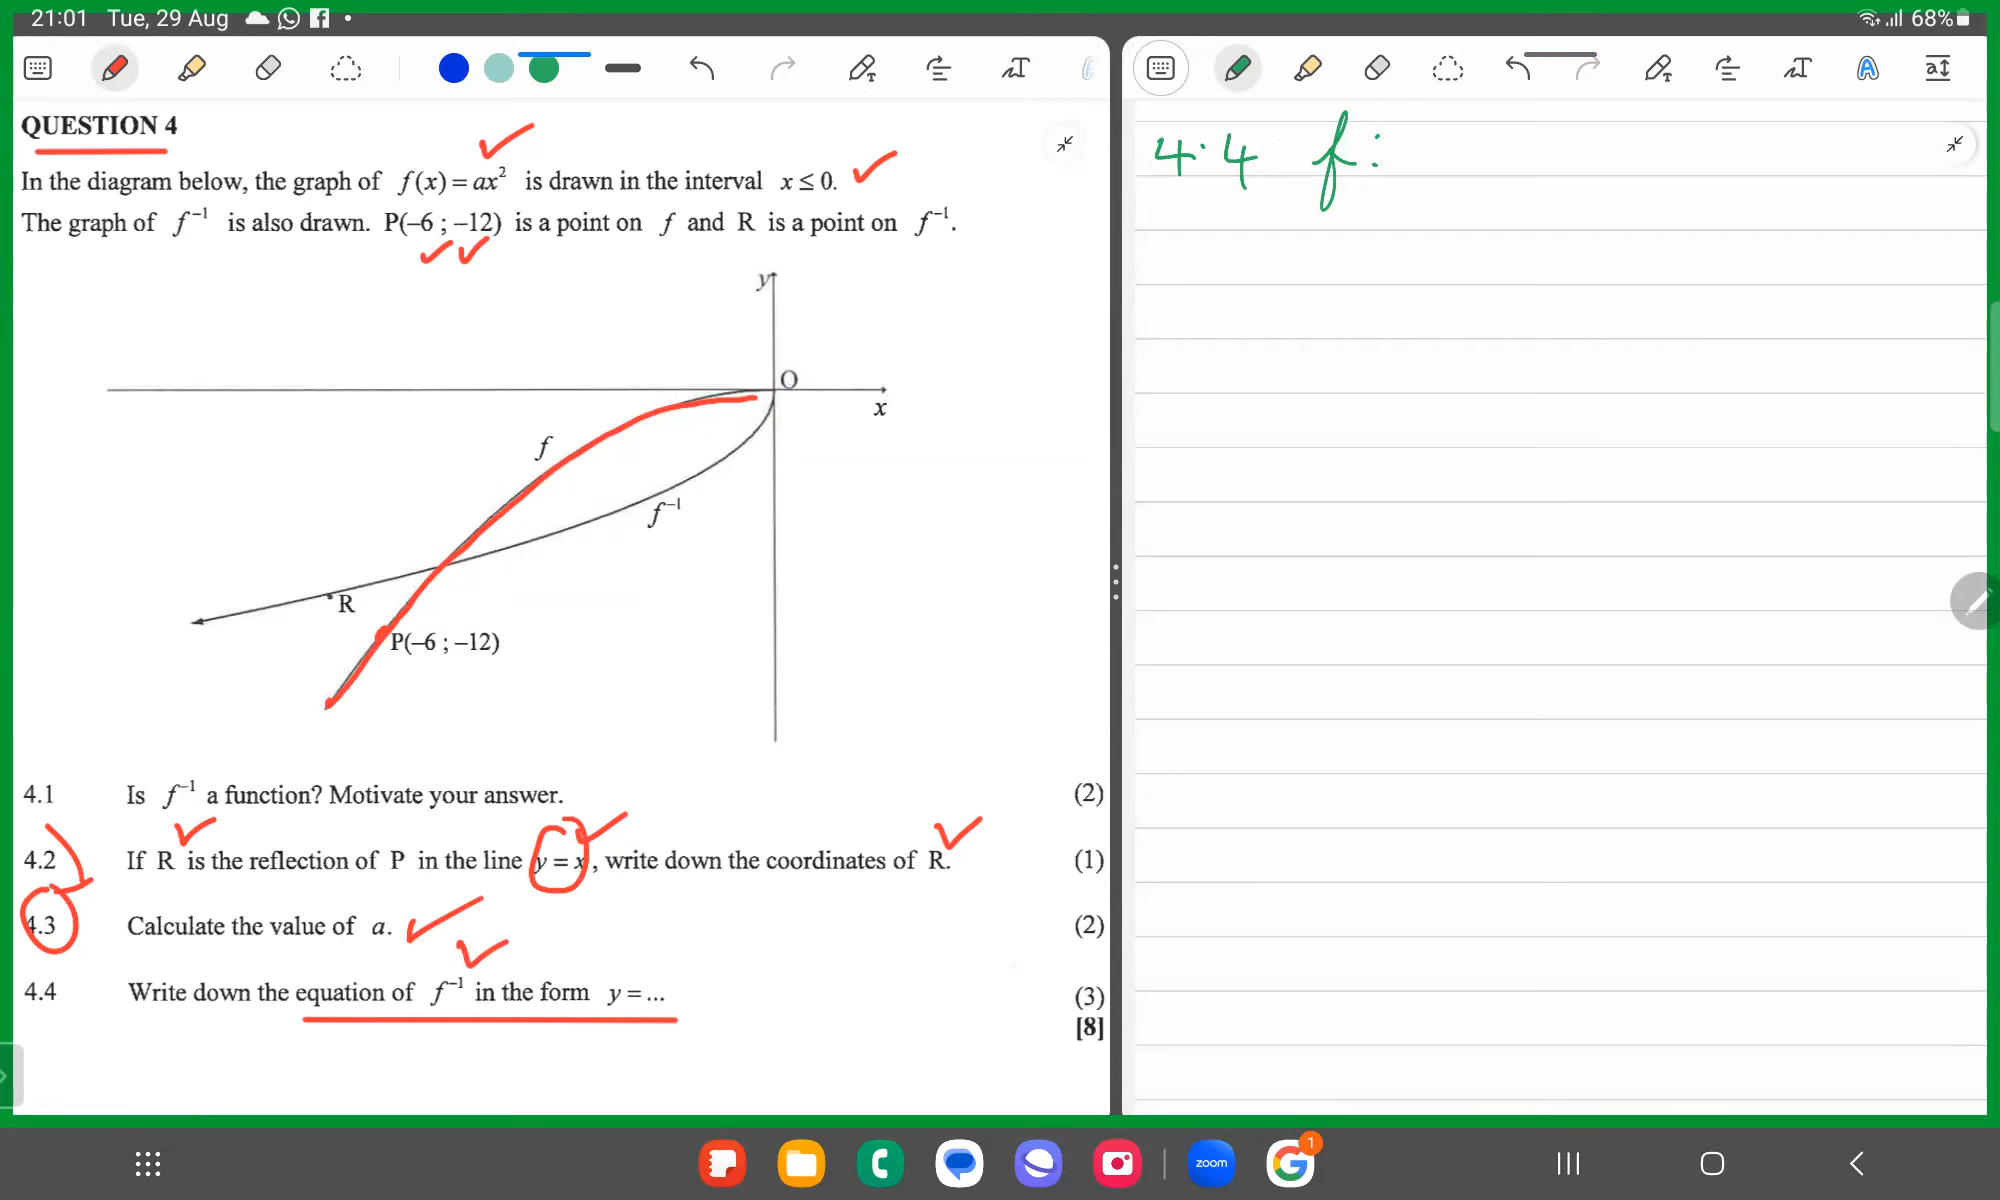 21:01 Tue, 29 Aug
68%
QUESTION 4
In the diagram below, the graph of f(x) = ax² is drawn in the interval x ≤ 0.
The graph of f⁻¹ is also drawn. P(–6 ; –12) is a point on f and R is a point on f⁻¹.
y
O
x
f
f⁻¹
R
P(–6 ; –12)
4.1 Is f⁻¹ a function? Motivate your answer. (2)
4.2 If R is the reflection of P in the line y = x, write down the coordinates of R. (1)
4.3 Calculate the value of a. (2)
4.4 Write down the equation of f⁻¹ in the form y = ... (3)
[8]
4.4 f :
zoom
1